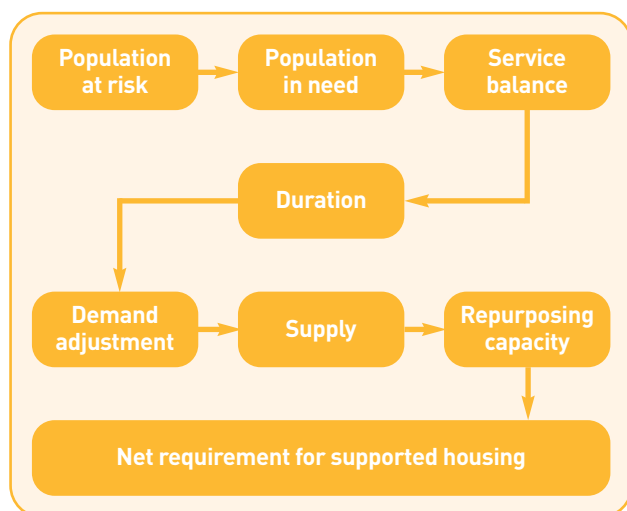 Population
at risk
Population
in need
Service
balance
Duration
Demand
adjustment
Supply
Repurposing
capacity
Net requirement for supported housing